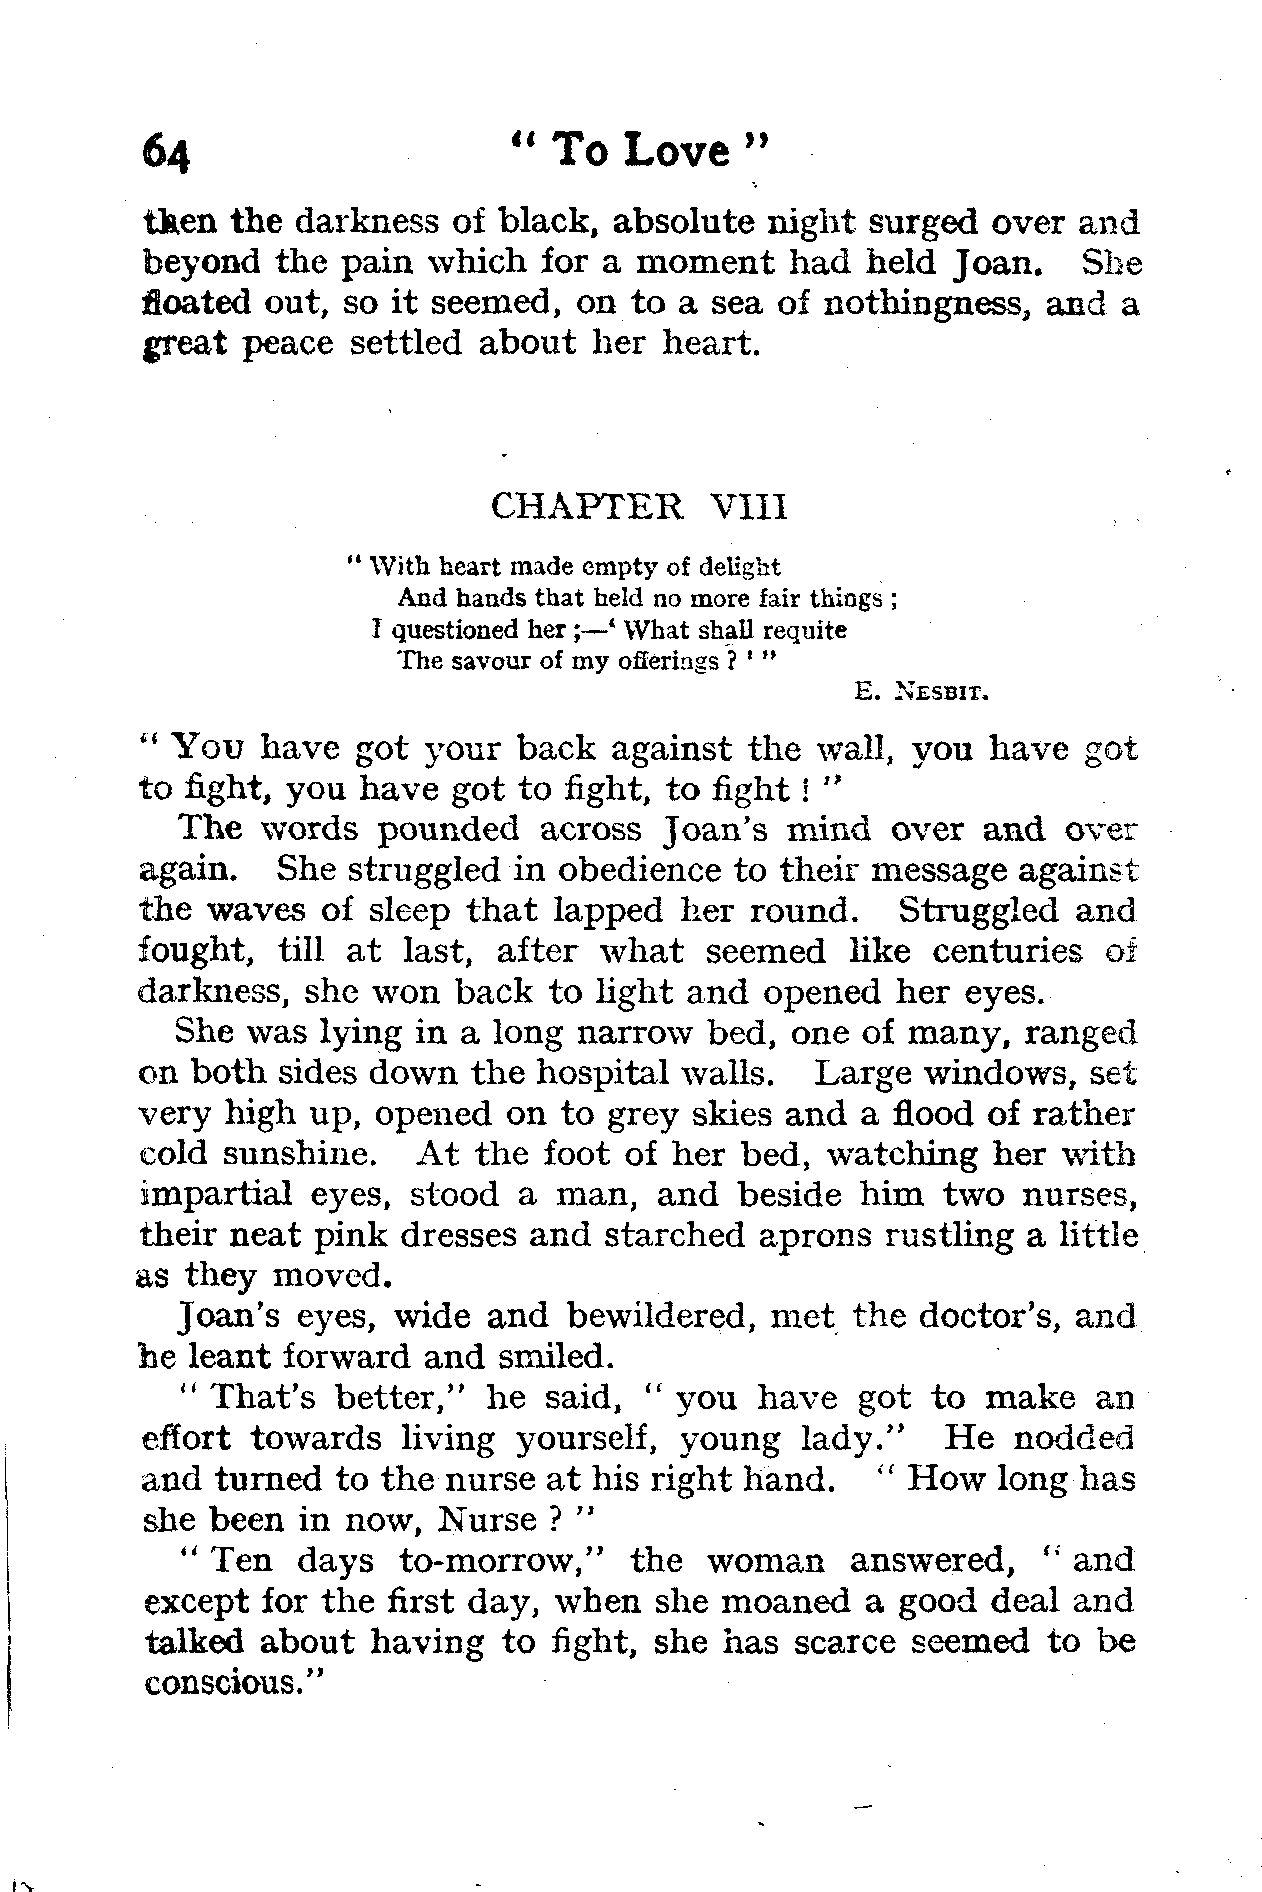 64 " To Love "
then the darkness of black, absolute night surged over and
beyond the pain which for a moment had held Joan. She
floated out, so it seemed, on to a sea of nothingness, and a
great peace settled about her heart.
CHAPTER VIII
" With heart made empty of delight
And hands that held no more fair things ;
I questioned her ;—' What shall requite
The savour of my offerings ? ' "
E. NESBIT.
" You have got your back against the wall, you have got
to fight, you have got to fight, to fight ! "
The words pounded across Joan's mind over and over
again. She struggled in obedience to their message against
the waves of sleep that lapped her round. Struggled and
fought, till at last, after what seemed like centuries of
darkness, she won back to light and opened her eyes.
She was lying in a long narrow bed, one of many, ranged
on both sides down the hospital walls. Large windows, set
very high up, opened on to grey skies and a flood of rather
cold sunshine. At the foot of her bed, watching her with
impartial eyes, stood a man, and beside him two nurses,
their neat pink dresses and starched aprons rustling a little
as they moved.
Joan's eyes, wide and bewildered, met the doctor's, and
he leant forward and smiled.
" That's better," he said, " you have got to make an
effort towards living yourself, young lady." He nodded
and turned to the nurse at his right hand. " How long has
she been in now, Nurse ? "
" Ten days to-morrow," the woman answered, " and
except for the first day, when she moaned a good deal and
talked about having to fight, she has scarce seemed to be
conscious."